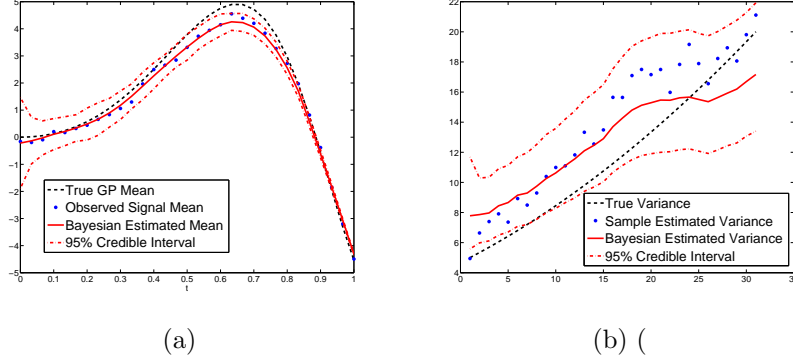 5
4
3
2
1
0
−1
−2
−3
−4
−5
0 0.1 0.2 0.3 0.4 0.5 0.6 0.7 0.8 0.9 1
t
True GP Mean
Observed Signal Mean
Bayesian Estimated Mean
95% Credible Interval
(a)
22
20
18
16
14
12
10
8
6
4
0 5 10 15 20 25 30
True Variance
Sample Estimated Variance
Bayesian Estimated Variance
95% Credible Interval
(b) (